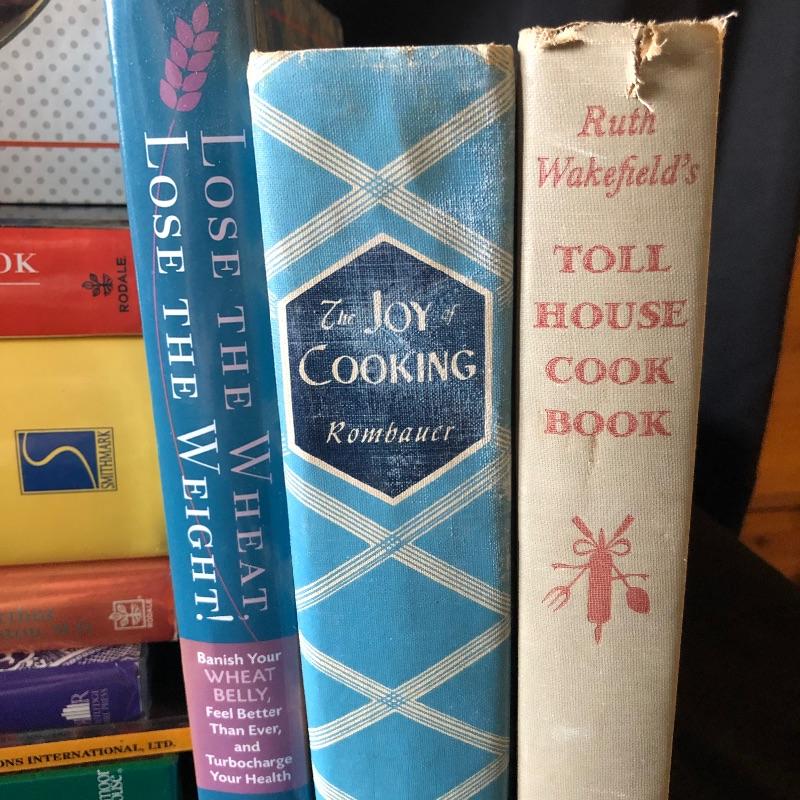 OK
RODALE
SMITHMARK
RODALE
ONS INTERNATIONAL, LTD.
LOSE THE WHEAT,
LOSE THE WEIGHT!
Banish Your
WHEAT
BELLY,
Feel Better
Than Ever,
and
Turbocharge
Your Health
The JOY of
COOKING
Rombauer
Ruth
Wakefield's
TOLL
HOUSE
COOK
BOOK